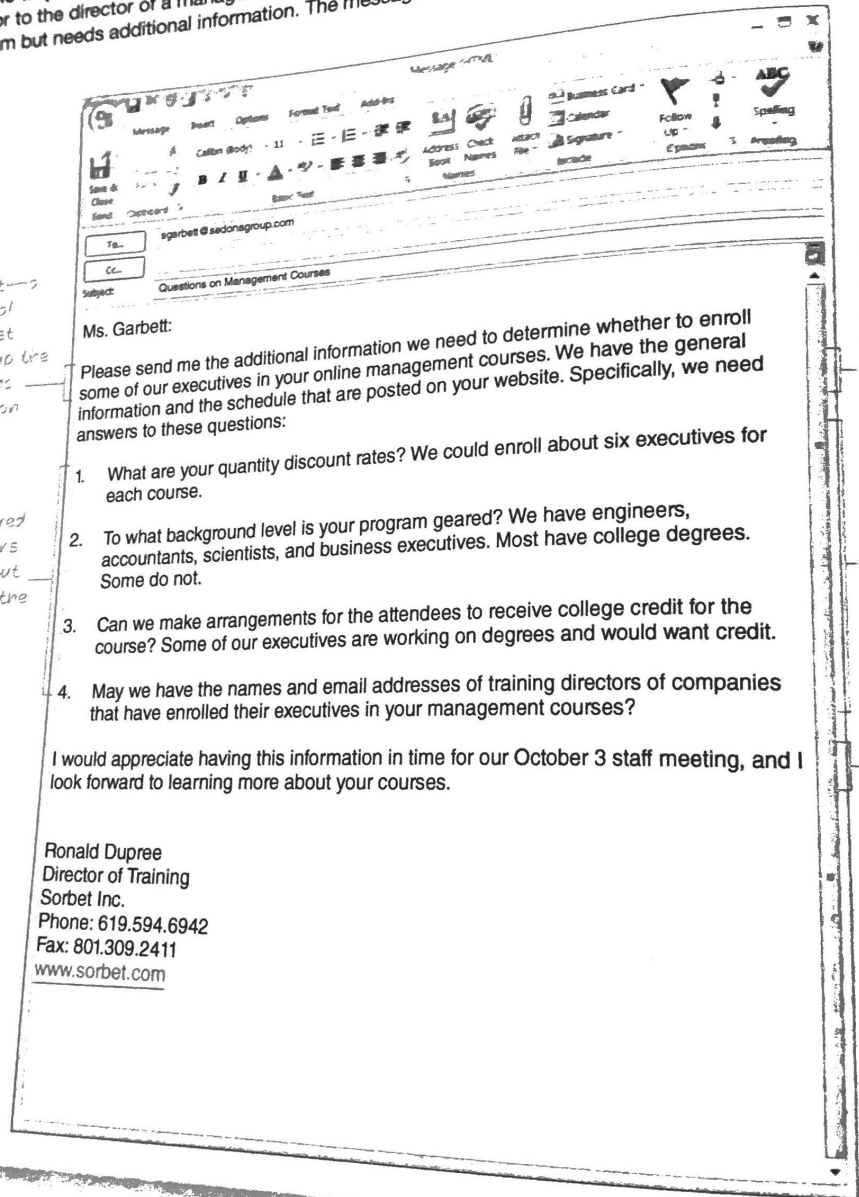 or to the director of a
m but needs additional information. The
Message
Message Insert Options Format Text Add-Ins
Calibri (Body) 11
B I U
Save &
Close
Send
Basic Text
Address Check
Book Names
Names
Attach
File
Business Card
Calendar
Signature
Include
Follow
Up
Options
ABC
Spelling
Proofing
To...
sgarbett@sedonagroup.com
Cc...
Subject: Questions on Management Courses
Ms. Garbett:
Please send me the additional information we need to determine whether to enroll
some of our executives in your online management courses. We have the general
information and the schedule that are posted on your website. Specifically, we need
answers to these questions:
1. What are your quantity discount rates? We could enroll about six executives for
each course.
2. To what background level is your program geared? We have engineers,
accountants, scientists, and business executives. Most have college degrees.
Some do not.
3. Can we make arrangements for the attendees to receive college credit for the
course? Some of our executives are working on degrees and would want credit.
4. May we have the names and email addresses of training directors of companies
that have enrolled their executives in your management courses?
I would appreciate having this information in time for our October 3 staff meeting, and I
look forward to learning more about your courses.
Ronald Dupree
Director of Training
Sorbet Inc.
Phone: 619.594.6942
Fax: 801.309.2411
www.sorbet.com